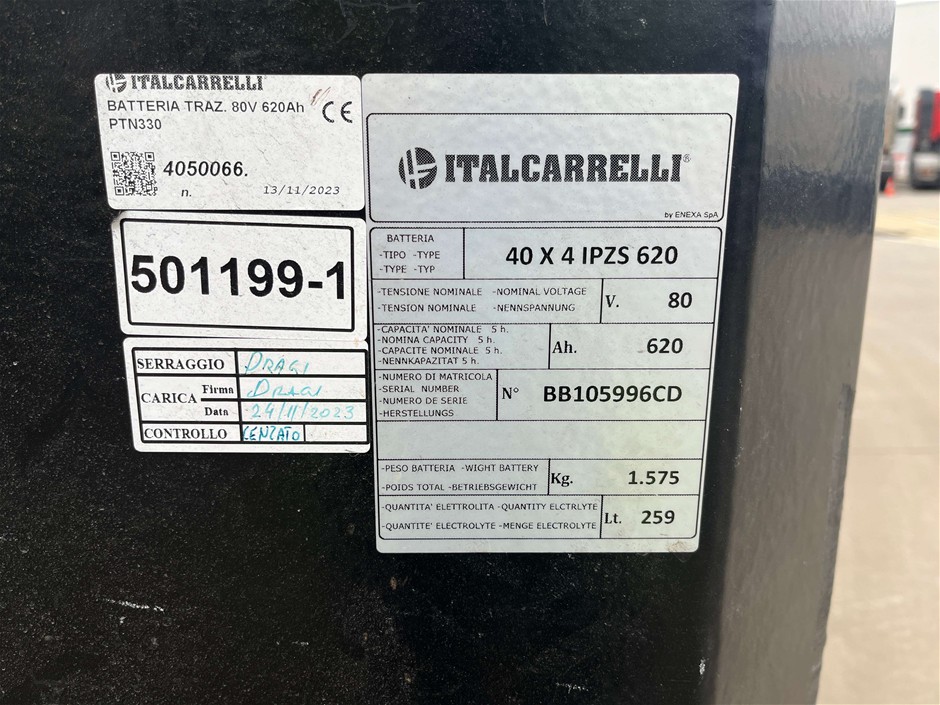 ITALCARRELLI
BATTERIA TRAZ. 80V 620Ah
PTN330
CE
4050066.
n.
13/11/2023
501199-1
SERRAGGIO DRAGI
CARICA Firma DRAGI
Data 24/11/2023
CONTROLLO CENZATO
ITALCARRELLI®
by ENEXA SpA
BATTERIA
-TIPO -TYPE
-TYPE -TYP
40 X 4 IPZS 620
-TENSIONE NOMINALE -NOMINAL VOLTAGE
-TENSION NOMINALE -NENNSPANNUNG
V. 80
-CAPACITA' NOMINALE 5 h.
-NOMINA CAPACITY 5 h.
-CAPACITE NOMINALE 5 h.
-NENNKAPAZITAT 5 h.
Ah. 620
-NUMERO DI MATRICOLA
-SERIAL NUMBER
-NUMERO DE SERIE
-HERSTELLUNGS
N° BB105996CD
-PESO BATTERIA -WIGHT BATTERY
-POIDS TOTAL -BETRIEBSGEWICHT
Kg. 1.575
-QUANTITA' ELETTROLITA -QUANTITY ELCTRLYTE
-QUANTITE' ELECTROLYTE -MENGE ELECTROLYTE
Lt. 259